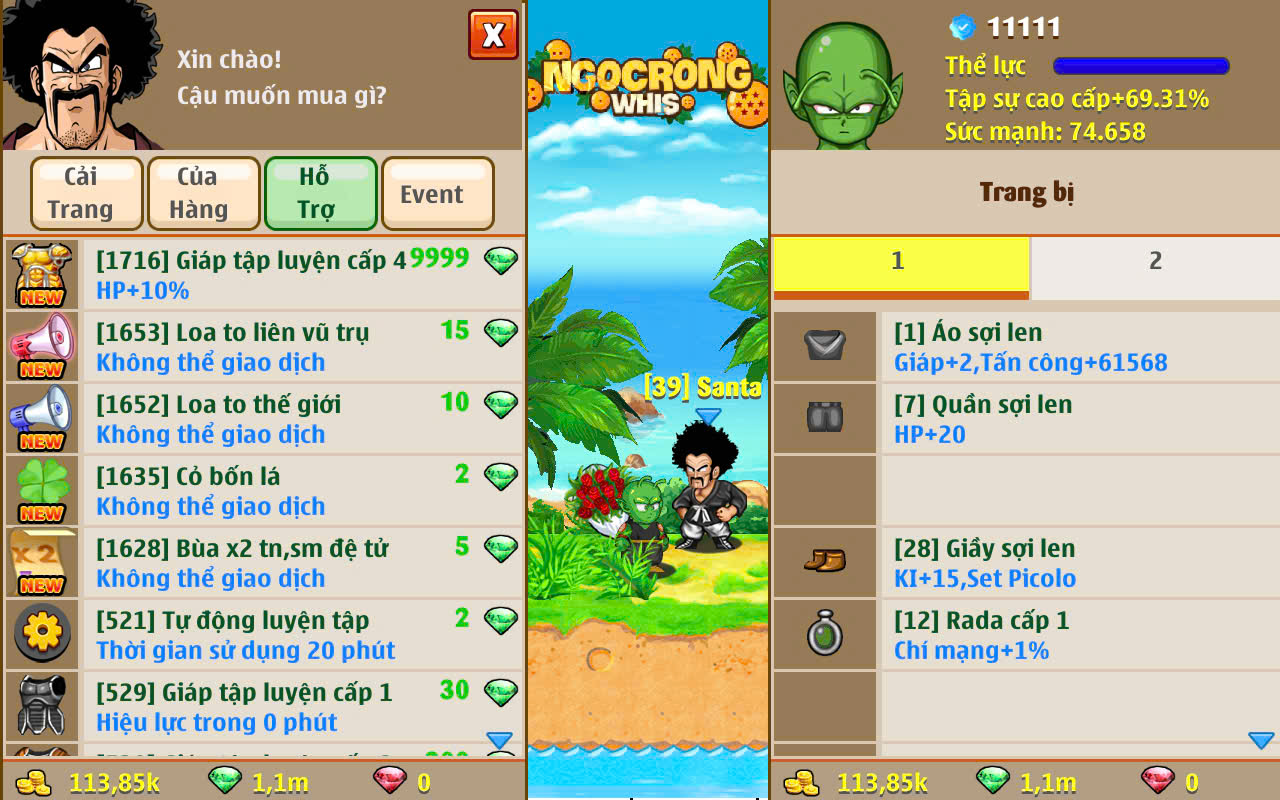 Xin chào!
Cậu muốn mua gì?
X
Cải
Trang
Của
Hàng
Hỗ
Trợ
Event
[1716] Giáp tập luyện cấp 4 9999
HP+10%
NEW
[1653] Loa to liên vũ trụ 15
Không thể giao dịch
NEW
[1652] Loa to thế giới 10
Không thể giao dịch
NEW
[1635] Cỏ bốn lá 2
Không thể giao dịch
NEW
X2
[1628] Bùa x2 tn,sm đệ tử 5
Không thể giao dịch
NEW
[521] Tự động luyện tập 2
Thời gian sử dụng 20 phút
[529] Giáp tập luyện cấp 1 30
Hiệu lực trong 0 phút
113,85k 1,1m 0
NGOCRONG
WHIS
[39] Santa
11111
Thể lực
Tập sự cao cấp+69.31%
Sức mạnh: 74.658
Trang bị
1 2
[1] Áo sợi len
Giáp+2,Tấn công+61568
[7] Quần sợi len
HP+20
[28] Giầy sợi len
KI+15,Set Picolo
[12] Rada cấp 1
Chí mạng+1%
113,85k 1,1m 0